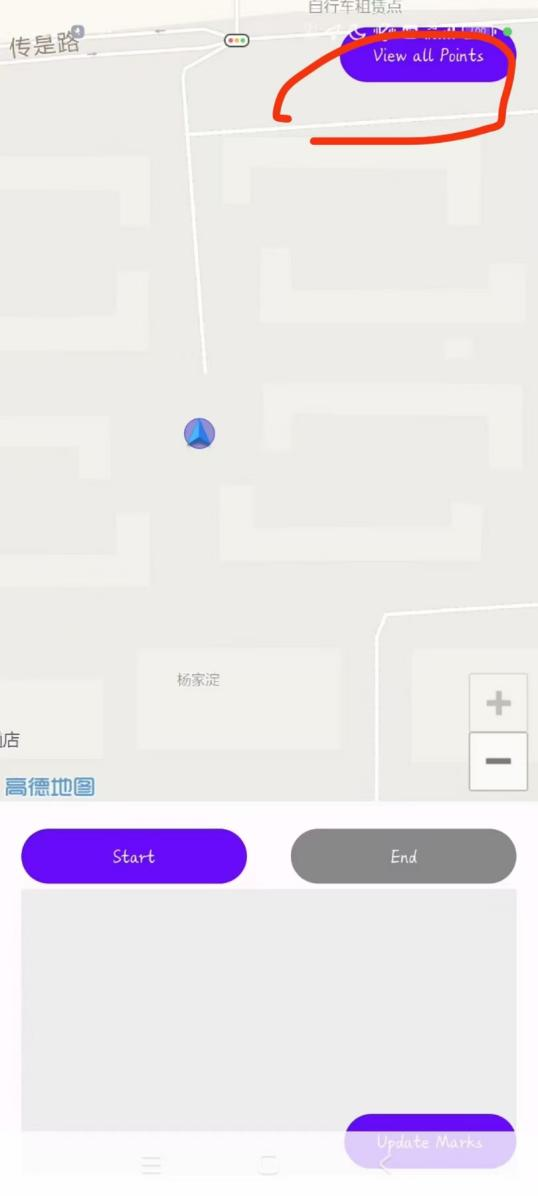 自行车租赁点
传是路
View all Points
杨家淀
店
高德地图
Start
End
Update Marks